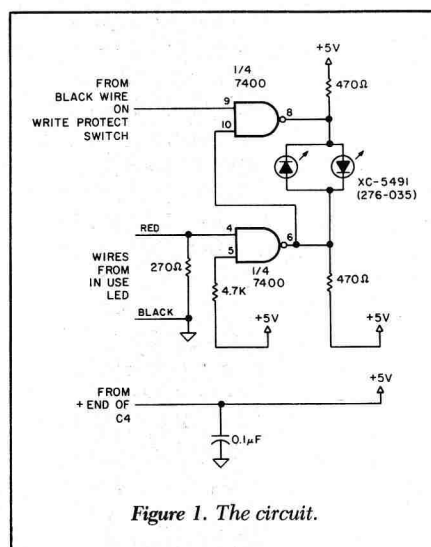 +5V
1/4
7400
470Ω
FROM
BLACK WIRE
ON
WRITE PROTECT
SWITCH
9
10
8
XC-5491
(276-035)
RED
4
5
6
270Ω
WIRES
FROM
IN USE
LED
1/4
7400
4.7K
470Ω
BLACK
+5V
+5V
FROM
+ END OF
C4
+5V
0.1µF
Figure 1. The circuit.